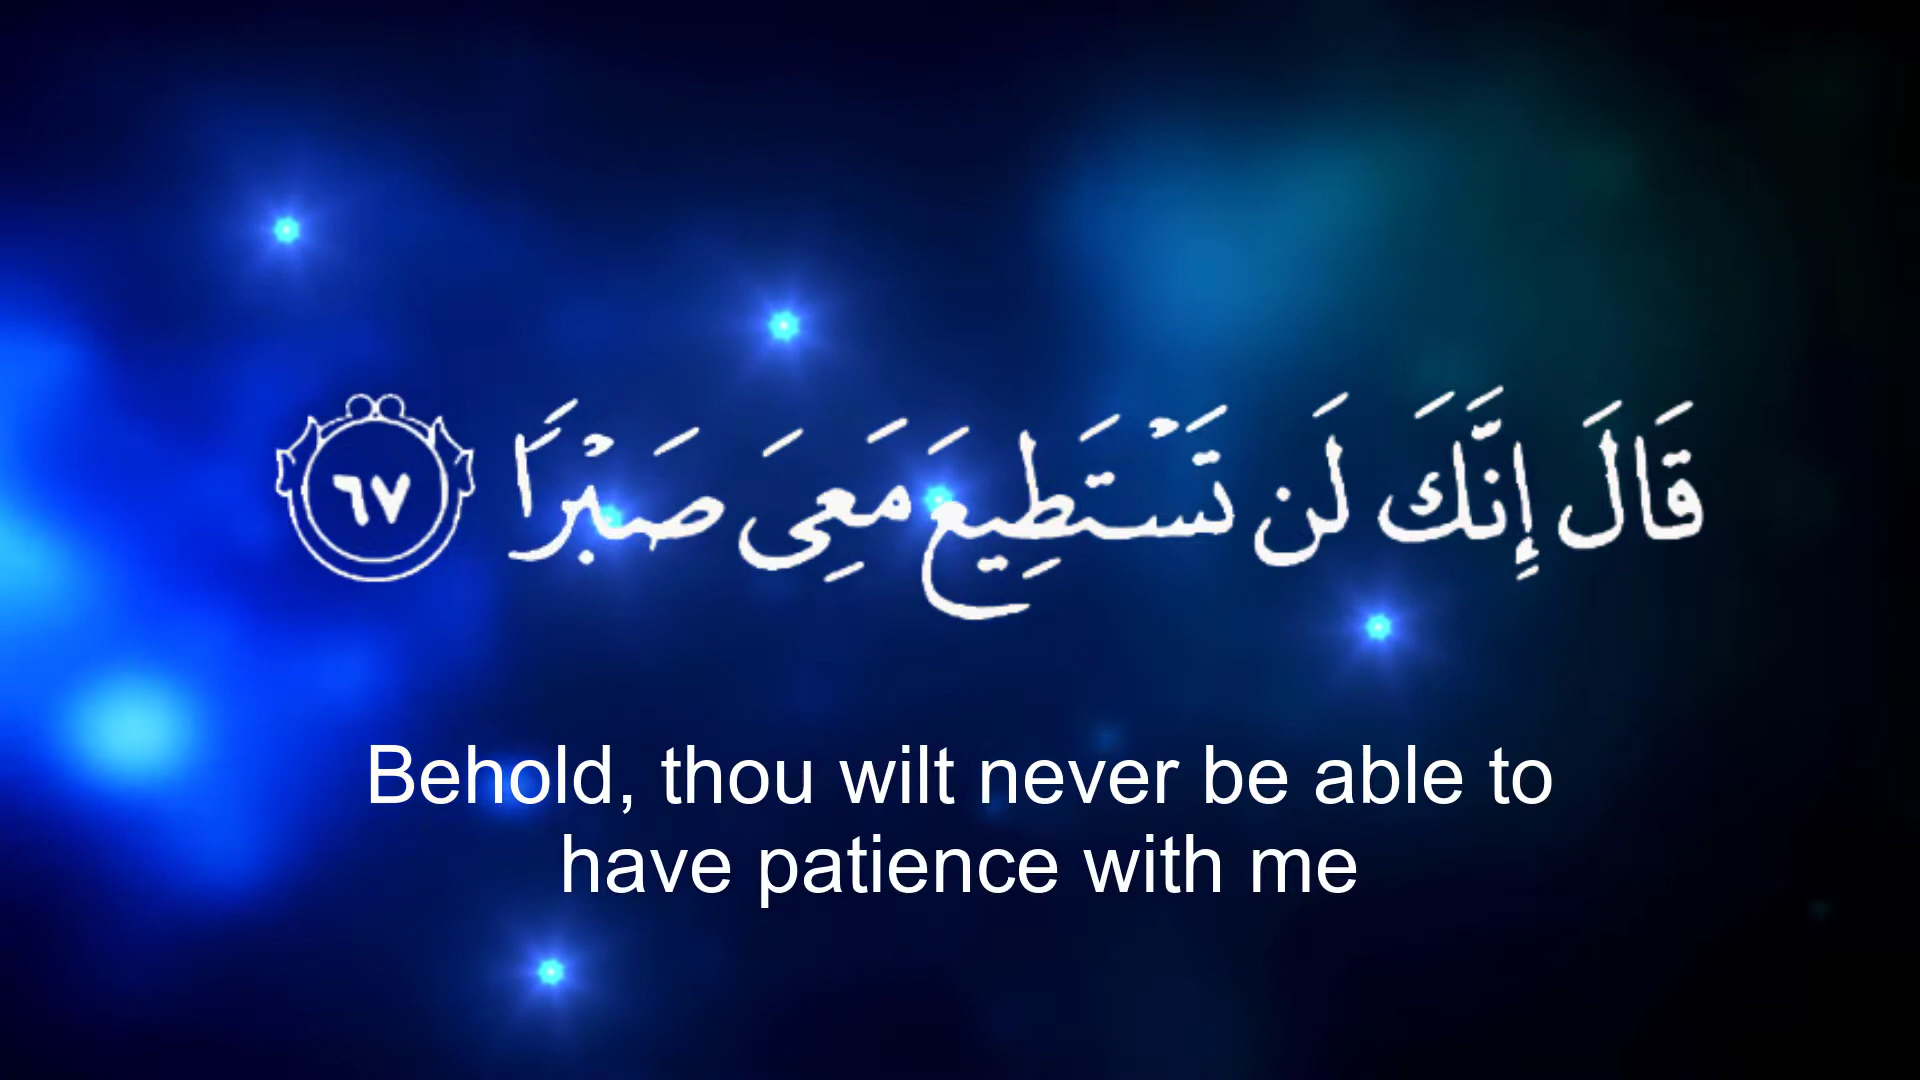 قَالَ إِنَّكَ لَن تَسْتَطِيعَ مَعِىَ صَبْرًا ٦٧
Behold, thou wilt never be able to
have patience with me